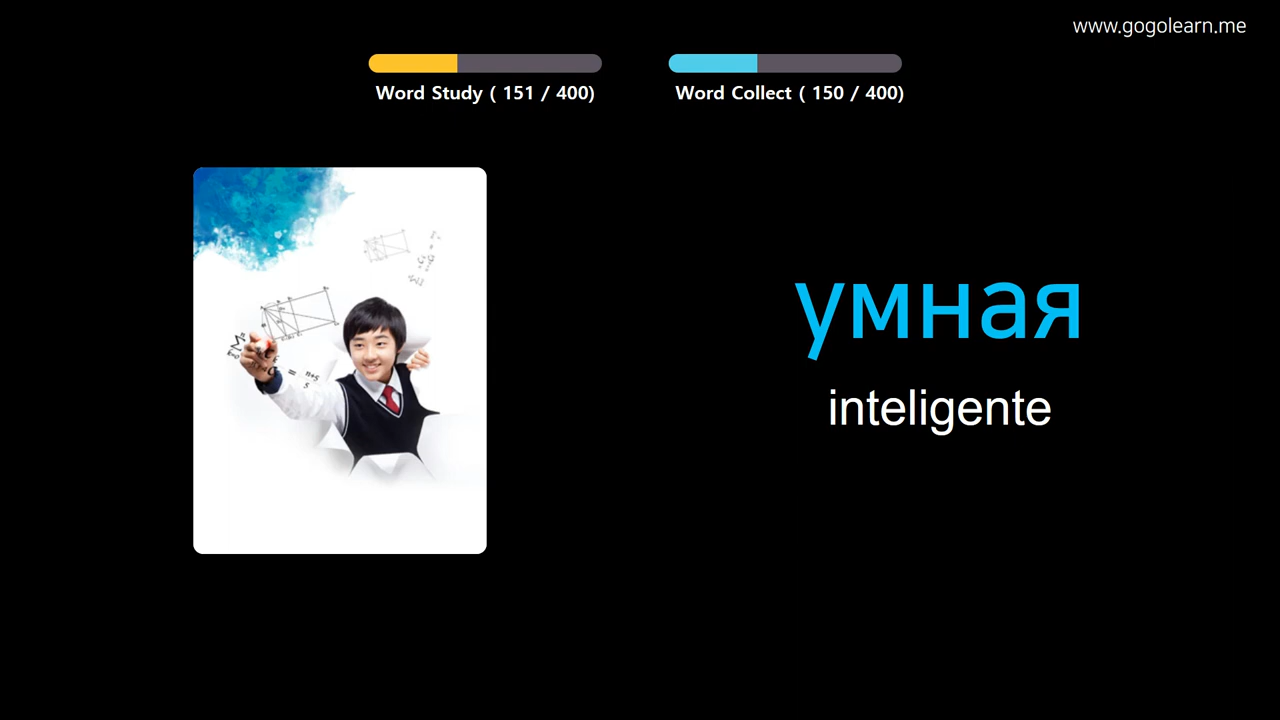 www.gogolearn.me
Word Study ( 151 / 400)
Word Collect ( 150 / 400)
умная
inteligente